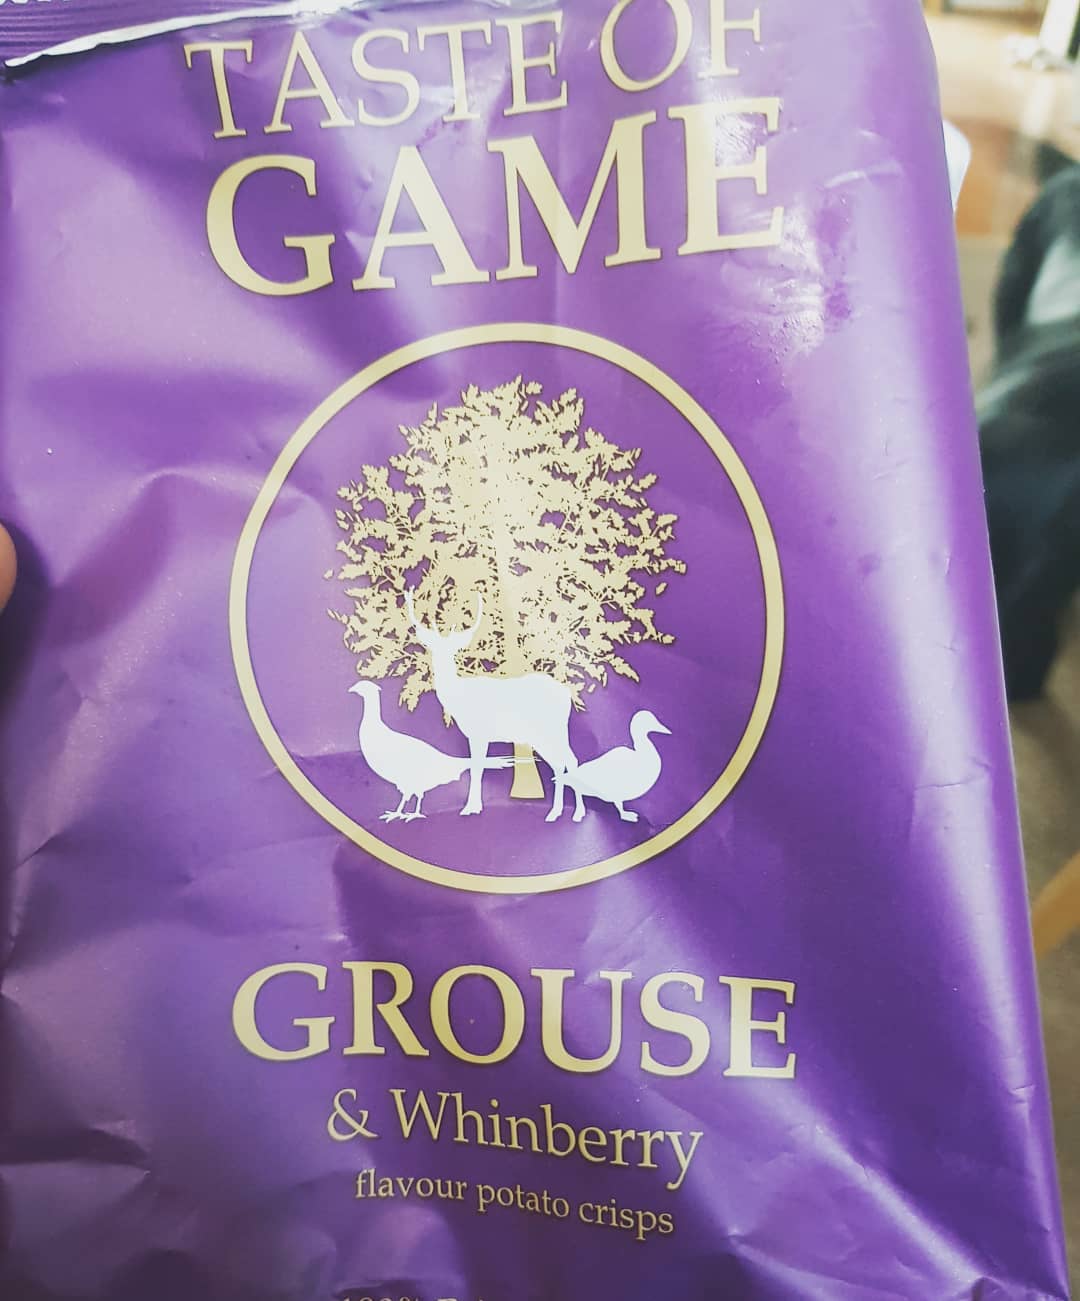 TASTE OF
GAME
GROUSE
& Whinberry
flavour potato crisps